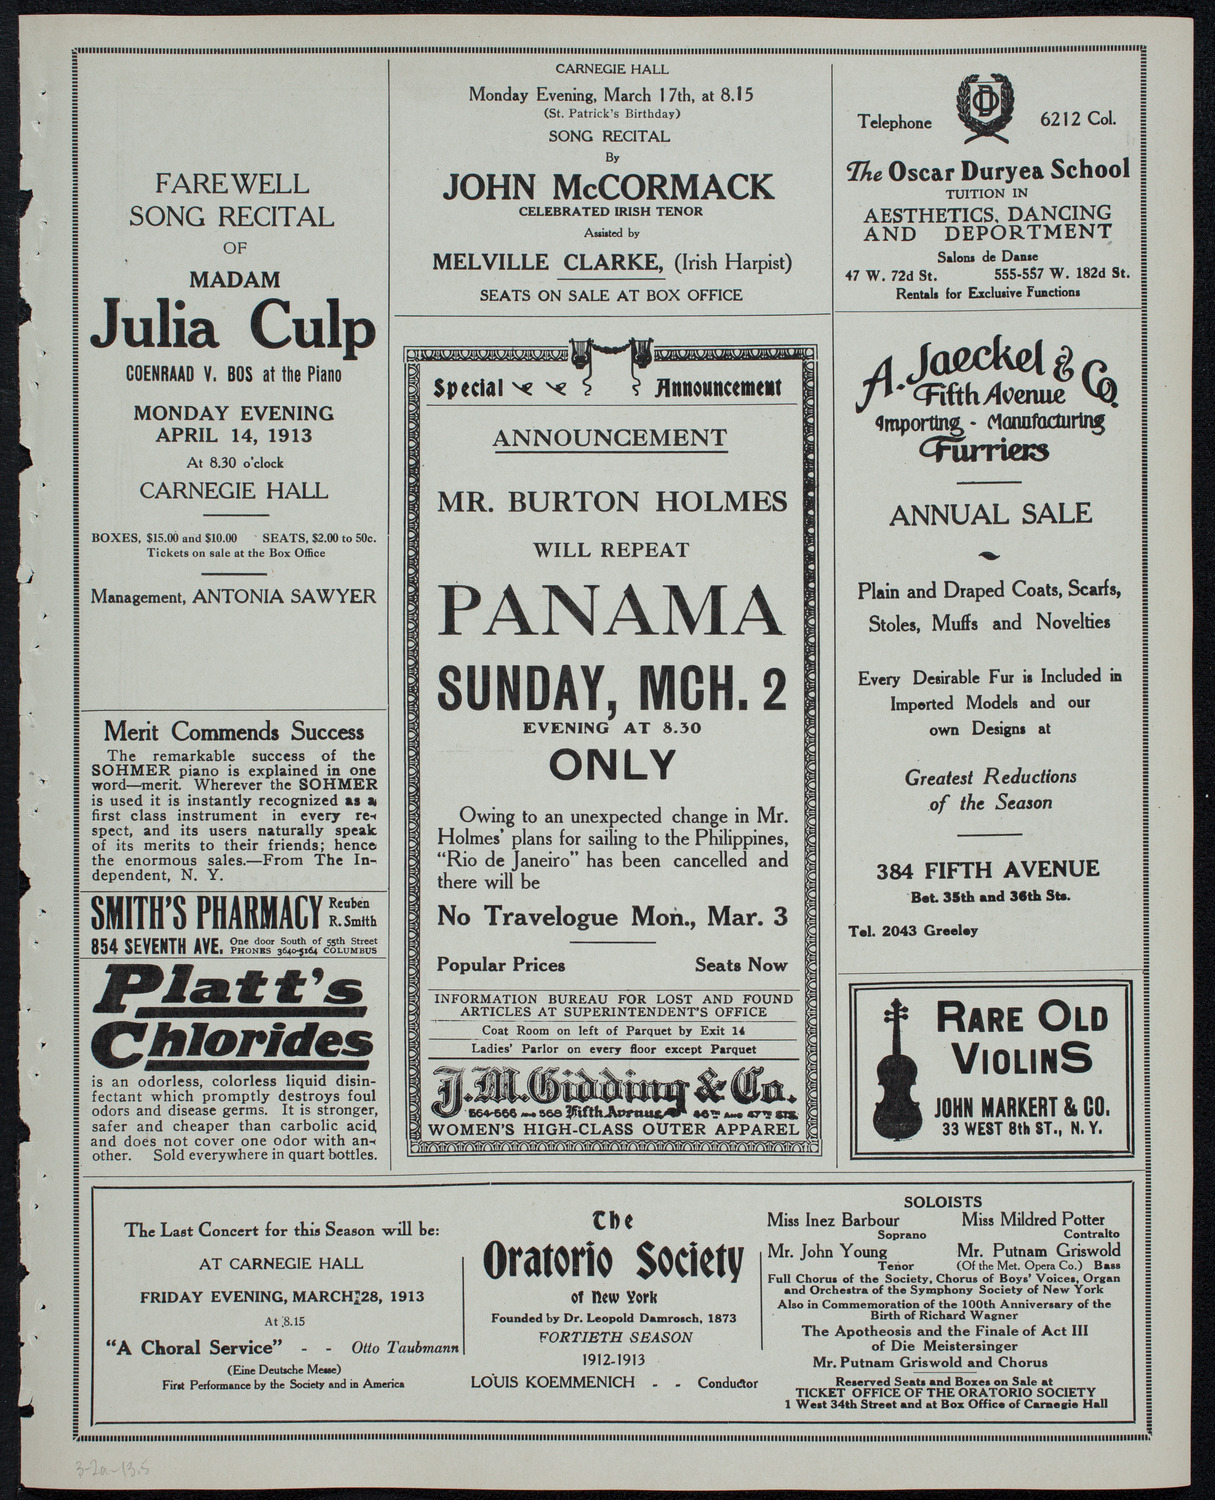 FAREWELL
SONG RECITAL
OF
MADAM
Julia Culp
COENRAAD V. BOS at the Piano
MONDAY EVENING
APRIL 14, 1913
At 8.30 o'clock
CARNEGIE HALL
BOXES, $15.00 and $10.00 SEATS, $2.00 to 50c.
Tickets on sale at the Box Office
Management, ANTONIA SAWYER
Merit Commends Success
The remarkable success of the
SOHMER piano is explained in one
word—merit. Wherever the SOHMER
is used it is instantly recognized as a
first class instrument in every re-
spect, and its users naturally speak
of its merits to their friends; hence
the enormous sales.—From The In-
dependent, N. Y.
SMITH'S PHARMACY Reuben
R. Smith
854 SEVENTH AVE. One door South of 55th Street
PHONES 3640-5164 COLUMBUS
Platt's
Chlorides
is an odorless, colorless liquid disin-
fectant which promptly destroys foul
odors and disease germs. It is stronger,
safer and cheaper than carbolic acid
and does not cover one odor with an-
other. Sold everywhere in quart bottles.
CARNEGIE HALL
Monday Evening, March 17th, at 8.15
(St. Patrick's Birthday)
SONG RECITAL
By
JOHN McCORMACK
CELEBRATED IRISH TENOR
Assisted by
MELVILLE CLARKE, (Irish Harpist)
SEATS ON SALE AT BOX OFFICE
Special Announcement
ANNOUNCEMENT
MR. BURTON HOLMES
WILL REPEAT
PANAMA
SUNDAY, MCH. 2
EVENING AT 8.30
ONLY
Owing to an unexpected change in Mr.
Holmes' plans for sailing to the Philippines,
"Rio de Janeiro" has been cancelled and
there will be
No Travelogue Mon., Mar. 3
Popular Prices Seats Now
INFORMATION BUREAU FOR LOST AND FOUND
ARTICLES AT SUPERINTENDENT'S OFFICE
Coat Room on left of Parquet by Exit 14
Ladies' Parlor on every floor except Parquet
J.M. Gidding & Co.
564-566 AND 568 Fifth Avenue 46TH AND 47TH STS.
WOMEN'S HIGH-CLASS OUTER APPAREL
Telephone 6212 Col.
The Oscar Duryea School
TUITION IN
AESTHETICS, DANCING
AND DEPORTMENT
Salons de Danse
47 W. 72d St. 555-557 W. 182d St.
Rentals for Exclusive Functions
A. Jaeckel & Co.
Fifth Avenue
Importing - Manufacturing
Furriers
ANNUAL SALE
Plain and Draped Coats, Scarfs,
Stoles, Muffs and Novelties
Every Desirable Fur is Included in
Imported Models and our
own Designs at
Greatest Reductions
of the Season
384 FIFTH AVENUE
Bet. 35th and 36th Sts.
Tel. 2043 Greeley
RARE OLD
VIOLINS
JOHN MARKERT & CO.
33 WEST 8th ST., N. Y.
The Last Concert for this Season will be:
AT CARNEGIE HALL
FRIDAY EVENING, MARCH 28, 1913
At 8.15
"A Choral Service" - - Otto Taubmann
(Eine Deutsche Messe)
First Performance by the Society and in America
The
Oratorio Society
of New York
Founded by Dr. Leopold Damrosch, 1873
FORTIETH SEASON
1912-1913
LOUIS KOEMMENICH - - Conductor
SOLOISTS
Miss Inez Barbour Miss Mildred Potter
Soprano Contralto
Mr. John Young Mr. Putnam Griswold
Tenor (Of the Met. Opera Co.) Bass
Full Chorus of the Society, Chorus of Boys' Voices, Organ
and Orchestra of the Symphony Society of New York
Also in Commemoration of the 100th Anniversary of the
Birth of Richard Wagner
The Apotheosis and the Finale of Act III
of Die Meistersinger
Mr. Putnam Griswold and Chorus
Reserved Seats and Boxes on Sale at
TICKET OFFICE OF THE ORATORIO SOCIETY
1 West 34th Street and at Box Office of Carnegie Hall